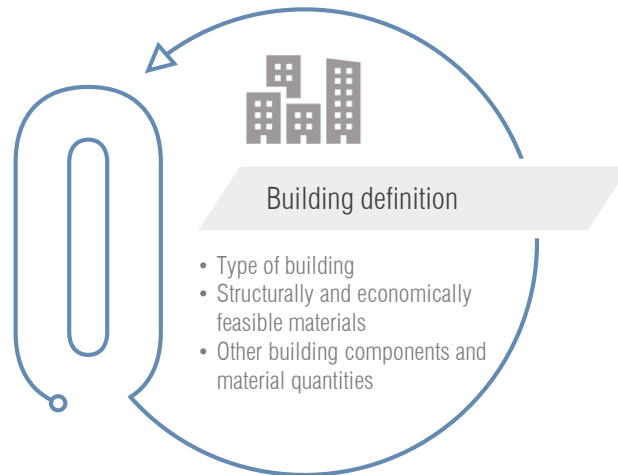 Building definition
• Type of building
• Structurally and economically
feasible materials
• Other building components and
material quantities